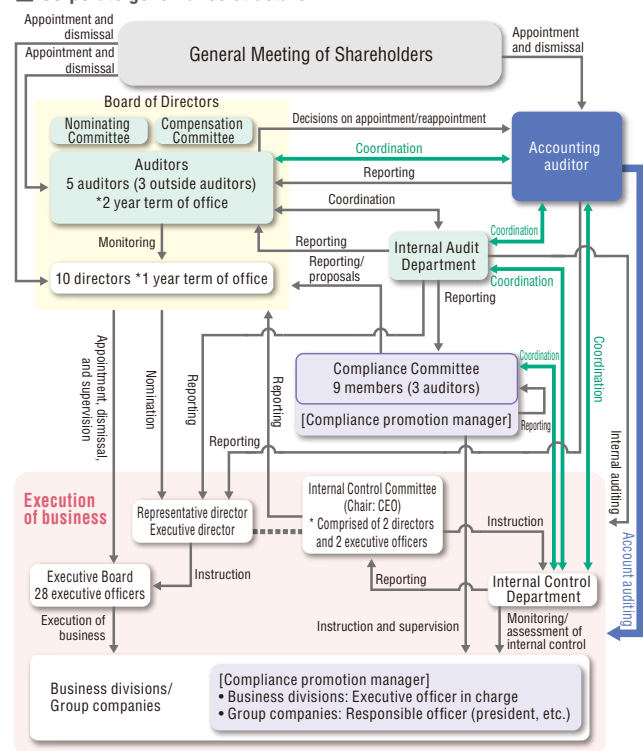 Appointment and
dismissal
Appointment and
dismissal
General Meeting of Shareholders
Appointment
and dismissal
Board of Directors
Nominating
Committee
Compensation
Committee
Decisions on appointment/reappointment
Accounting
auditor
Auditors
5 auditors (3 outside auditors)
*2 year term of office
Coordination
Reporting
Coordination
Monitoring
Reporting
Internal Audit
Department
Coordination
10 directors *1 year term of office
Reporting/
proposals
Reporting
Coordination
Appointment, dismissal,
and supervision
Nomination
Reporting
Reporting
Compliance Committee
9 members (3 auditors)
[Compliance promotion manager]
Coordination
Reporting
Coordination
Reporting
Internal auditing
Account auditing
Execution
of business
Representative director
Executive director
Internal Control Committee
(Chair: CEO)
* Comprised of 2 directors
and 2 executive officers
Instruction
Executive Board
28 executive officers
Instruction
Reporting
Internal Control
Department
Execution of
business
Instruction and supervision
Monitoring/
assessment of
internal control
Business divisions/
Group companies
[Compliance promotion manager]
• Business divisions: Executive officer in charge
• Group companies: Responsible officer (president, etc.)